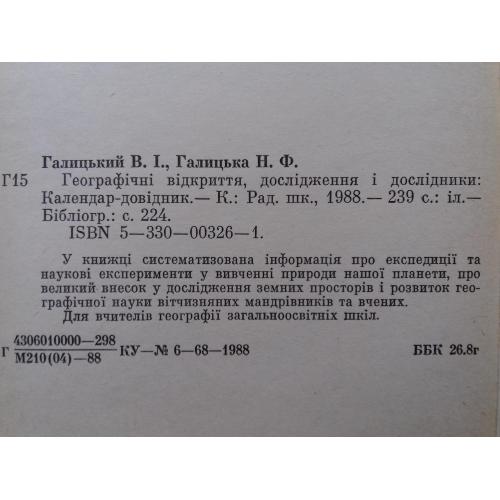 Галицький В. І., Галицька Н. Ф.
Г15 Географічні відкриття, дослідження і дослідники:
Календар-довідник.— К.: Рад. шк., 1988.— 239 с.: іл.—
Бібліогр.: с. 224.
ISBN 5—330—00326—1.
У книжці систематизована інформація про експедиції та
наукові експерименти у вивченні природи нашої планети, про
великий внесок у дослідження земних просторів і розвиток гео-
графічної науки вітчизняних мандрівників та вчених.
Для вчителів географії загальноосвітніх шкіл.
Г 4306010000—298
М210(04)—88 КУ—№ 6—68—1988 ББК 26.8г